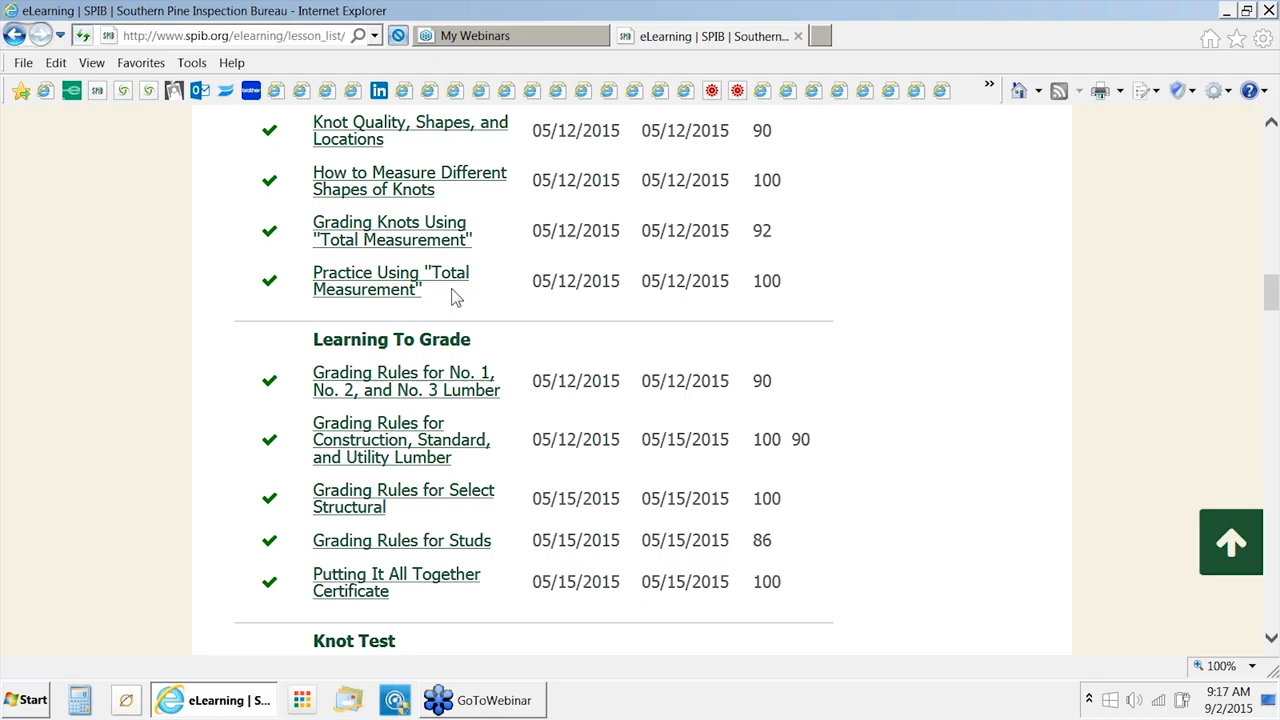 eLearning | SPIB | Southern Pine Inspection Bureau - Internet Explorer
http://www.spib.org/elearning/lesson_list/
My Webinars
eLearning | SPIB | Southern...
File Edit View Favorites Tools Help
Knot Quality, Shapes, and
Locations
05/12/2015 05/12/2015 90
How to Measure Different
Shapes of Knots
05/12/2015 05/12/2015 100
Grading Knots Using
"Total Measurement"
05/12/2015 05/12/2015 92
Practice Using "Total
Measurement"
05/12/2015 05/12/2015 100
Learning To Grade
Grading Rules for No. 1,
No. 2, and No. 3 Lumber
05/12/2015 05/12/2015 90
Grading Rules for
Construction, Standard,
and Utility Lumber
05/12/2015 05/15/2015 100 90
Grading Rules for Select
Structural
05/15/2015 05/15/2015 100
Grading Rules for Studs 05/15/2015 05/15/2015 86
Putting It All Together
Certificate
05/15/2015 05/15/2015 100
Knot Test
100%
Start
eLearning | S...
GoToWebinar
9:17 AM
9/2/2015